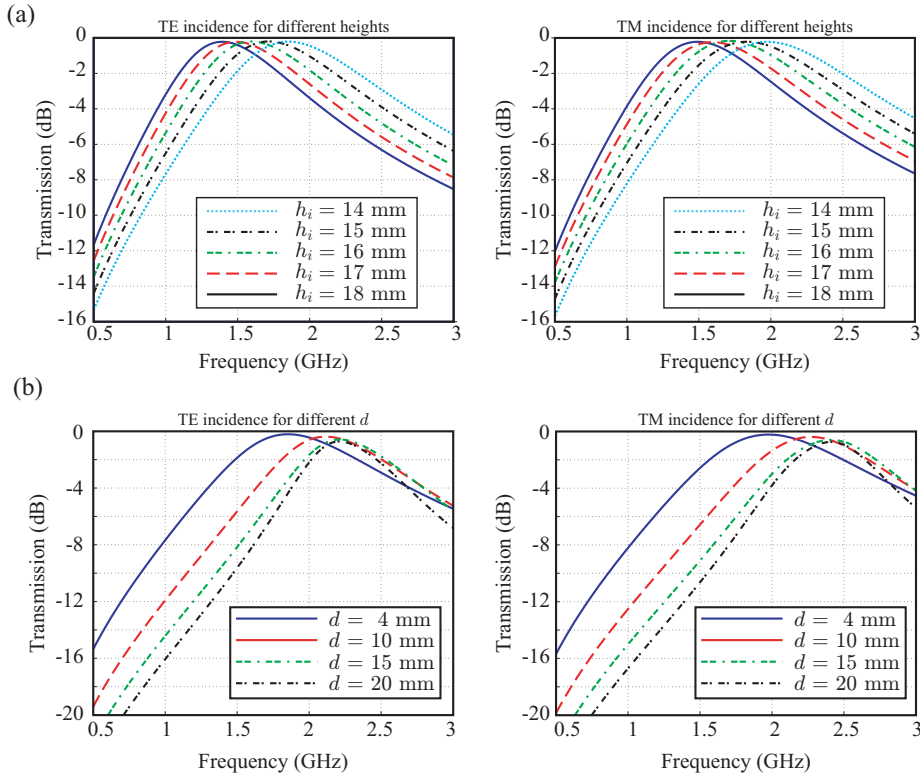 (a)
TE incidence for different heights
0
-2
-4
-6
-8
-10
-12
-14
-16
0.5
1
1.5
2
2.5
3
Transmission (dB)
Frequency (GHz)
h_i = 14 mm
h_i = 15 mm
h_i = 16 mm
h_i = 17 mm
h_i = 18 mm
TM incidence for different heights
0
-2
-4
-6
-8
-10
-12
-14
-16
0.5
1
1.5
2
2.5
3
Transmission (dB)
Frequency (GHz)
h_i = 14 mm
h_i = 15 mm
h_i = 16 mm
h_i = 17 mm
h_i = 18 mm
(b)
TE incidence for different d
0
-4
-8
-12
-16
-20
0.5
1
1.5
2
2.5
3
Transmission (dB)
Frequency (GHz)
d = 4 mm
d = 10 mm
d = 15 mm
d = 20 mm
TM incidence for different d
0
-4
-8
-12
-16
-20
0.5
1
1.5
2
2.5
3
Transmission (dB)
Frequency (GHz)
d = 4 mm
d = 10 mm
d = 15 mm
d = 20 mm